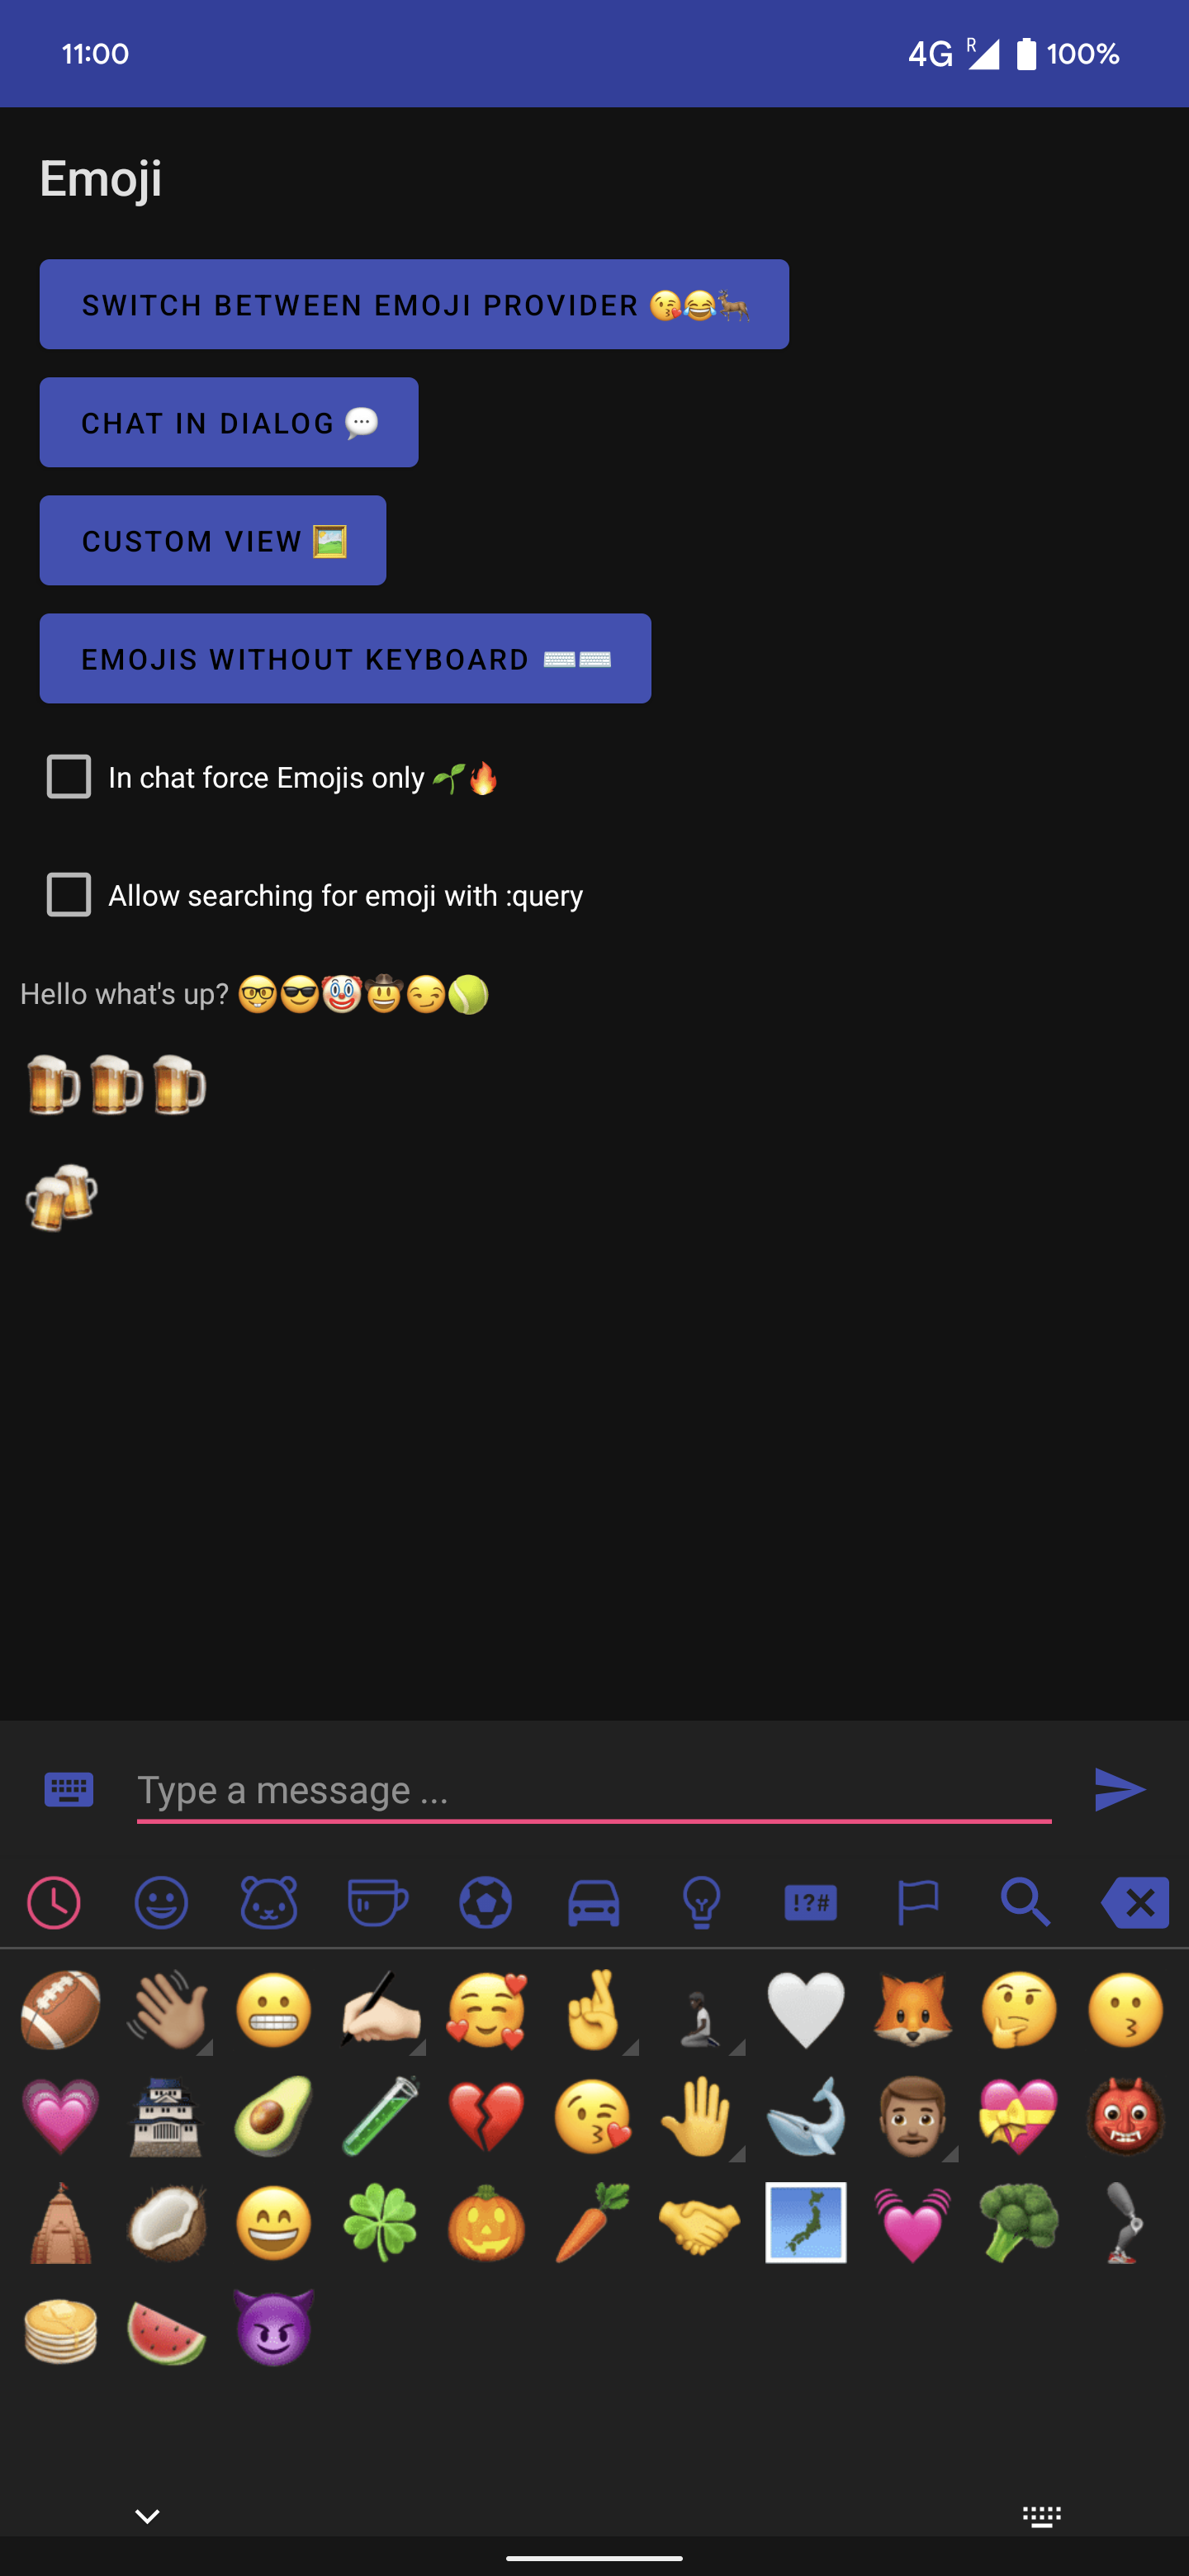 11:00 4G R 100%
Emoji
SWITCH BETWEEN EMOJI PROVIDER 😘😂🦌
CHAT IN DIALOG 💬
CUSTOM VIEW 🖼️
EMOJIS WITHOUT KEYBOARD ⌨️⌨️
In chat force Emojis only 🌱🔥
Allow searching for emoji with :query
Hello what's up? 🤓😎🤡🤠😏🎾
🍺🍺🍺
🍻
Type a message ...
!?#